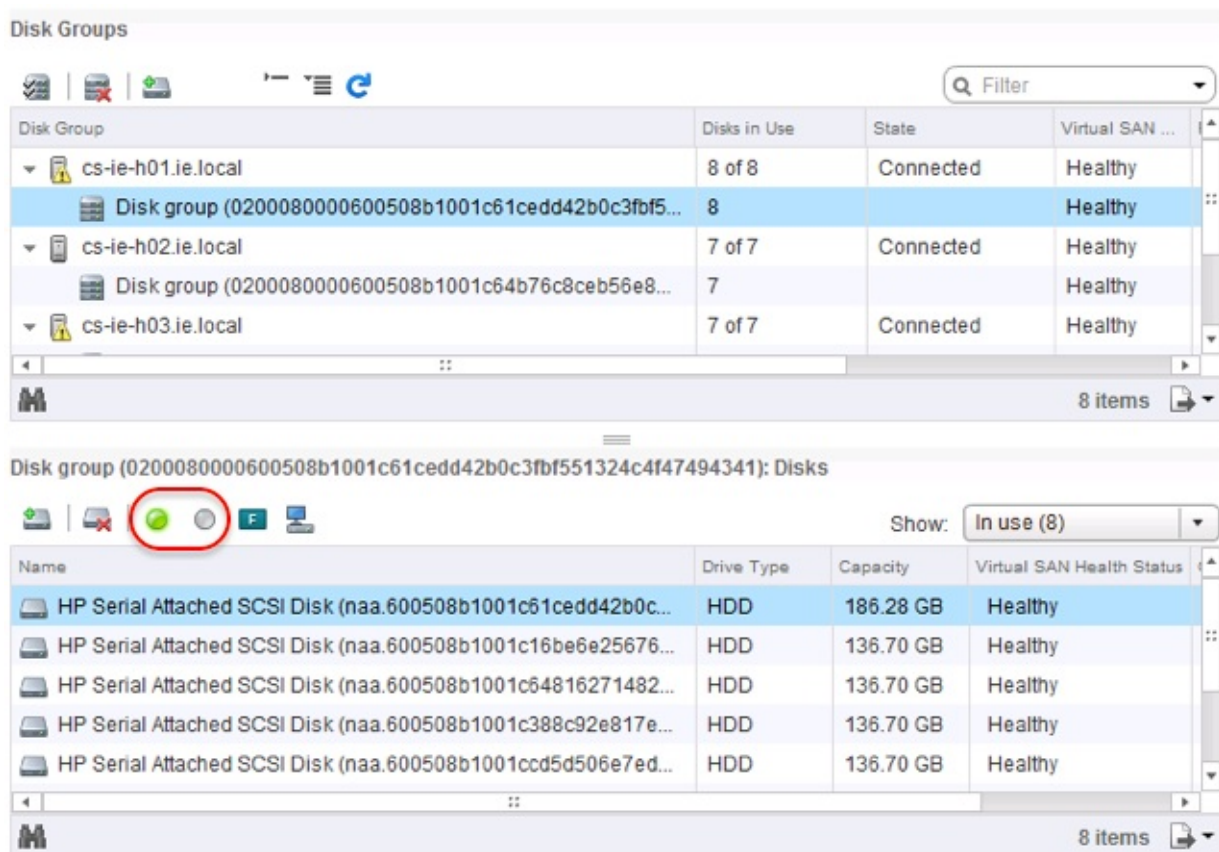 Disk Groups
Filter
Disk Group Disks in Use State Virtual SAN ...
cs-ie-h01.ie.local 8 of 8 Connected Healthy
Disk group (0200080000600508b1001c61cedd42b0c3fbf5... 8 Healthy
cs-ie-h02.ie.local 7 of 7 Connected Healthy
Disk group (0200080000600508b1001c64b76c8ceb56e8... 7 Healthy
cs-ie-h03.ie.local 7 of 7 Connected Healthy
8 items
Disk group (0200080000600508b1001c61cedd42b0c3fbf551324c4f47494341): Disks
F
Show: In use (8)
Name Drive Type Capacity Virtual SAN Health Status
HP Serial Attached SCSI Disk (naa.600508b1001c61cedd42b0c... HDD 186.28 GB Healthy
HP Serial Attached SCSI Disk (naa.600508b1001c16be6e25676... HDD 136.70 GB Healthy
HP Serial Attached SCSI Disk (naa.600508b1001c64816271482... HDD 136.70 GB Healthy
HP Serial Attached SCSI Disk (naa.600508b1001c388c92e817e... HDD 136.70 GB Healthy
HP Serial Attached SCSI Disk (naa.600508b1001ccd5d506e7ed... HDD 136.70 GB Healthy
8 items